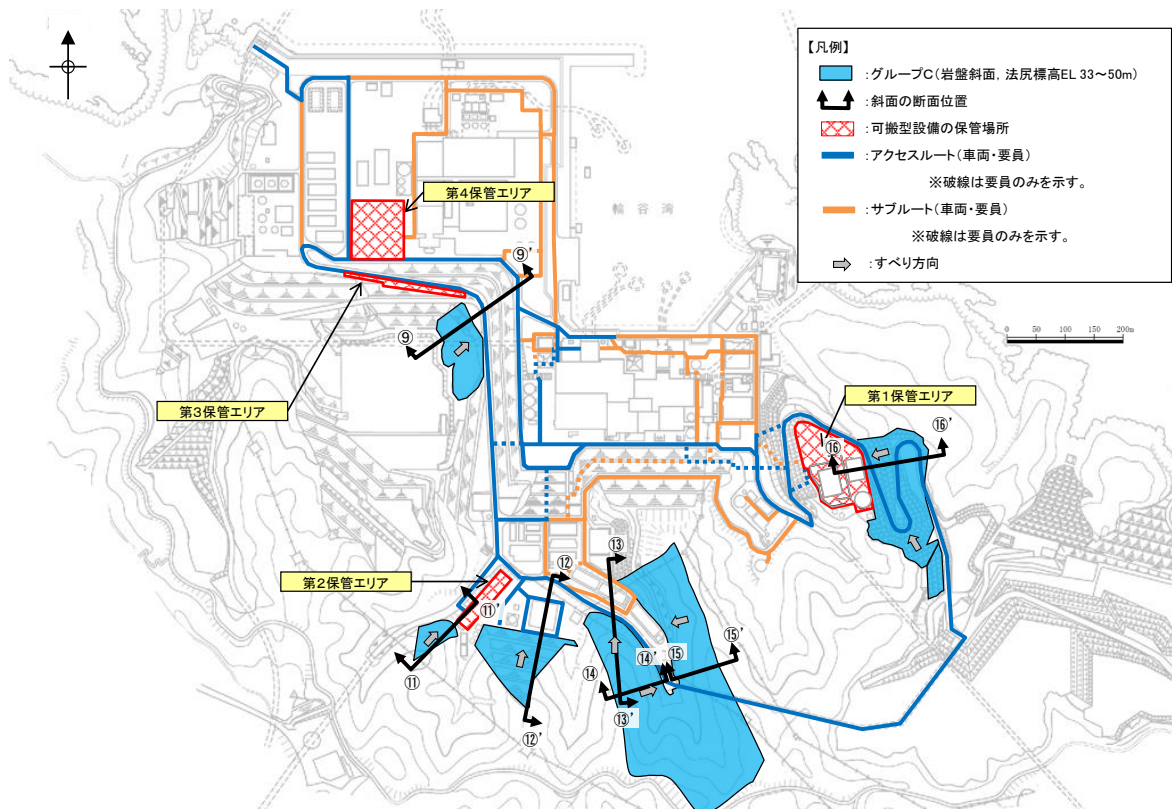 【凡例】
:グループC(岩盤斜面, 法尻標高EL 33～50m)
:斜面の断面位置
:可搬型設備の保管場所
:アクセスルート(車両・要員)
※破線は要員のみを示す。
:サブルート(車両・要員)
※破線は要員のみを示す。
:すべり方向
0 50 100 150 200m
第4保管エリア
輪谷湾
⑨'
⑨
第3保管エリア
第1保管エリア
⑯'
⑯
第2保管エリア
⑫
⑬
⑪'
⑪
⑫'
⑭
⑭'
⑮
⑮'
⑬'